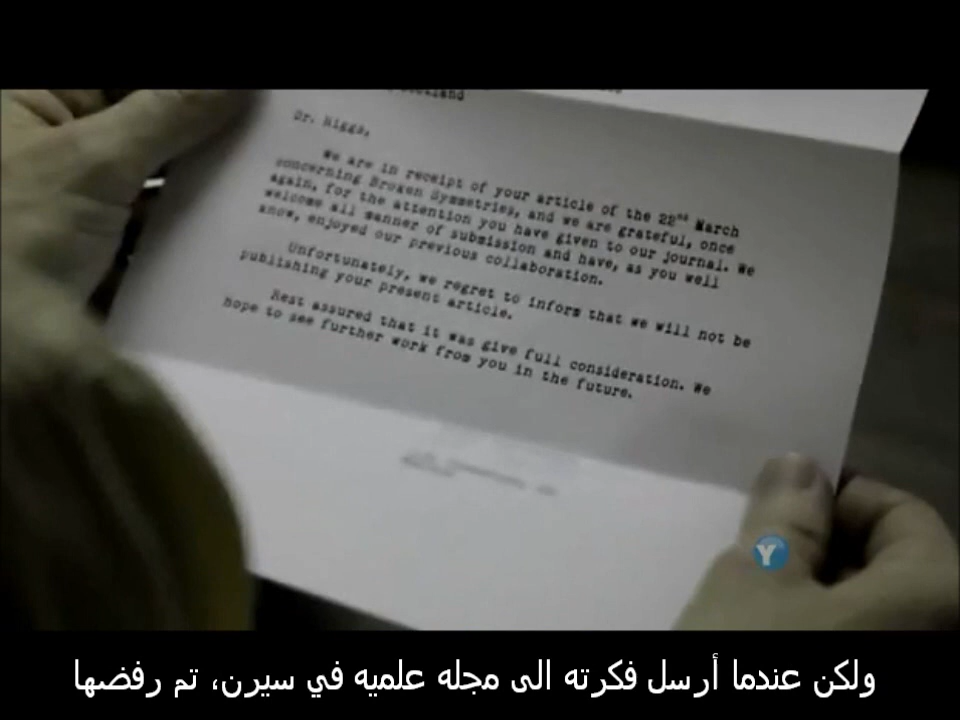 Scotland
Dr. Higgs,
We are in receipt of your article of the 22nd March
concerning Broken Symmetries, and we are grateful, once
again, for the attention you have given to our journal. We
welcome all manner of submission and have, as you well
know, enjoyed our previous collaboration.
Unfortunately, we regret to inform that we will not be
publishing your present article.
Rest assured that it was give full consideration. We
hope to see further work from you in the future.
Y
ولكن عندما أرسل فكرته الى مجله علميه في سيرن، تم رفضها